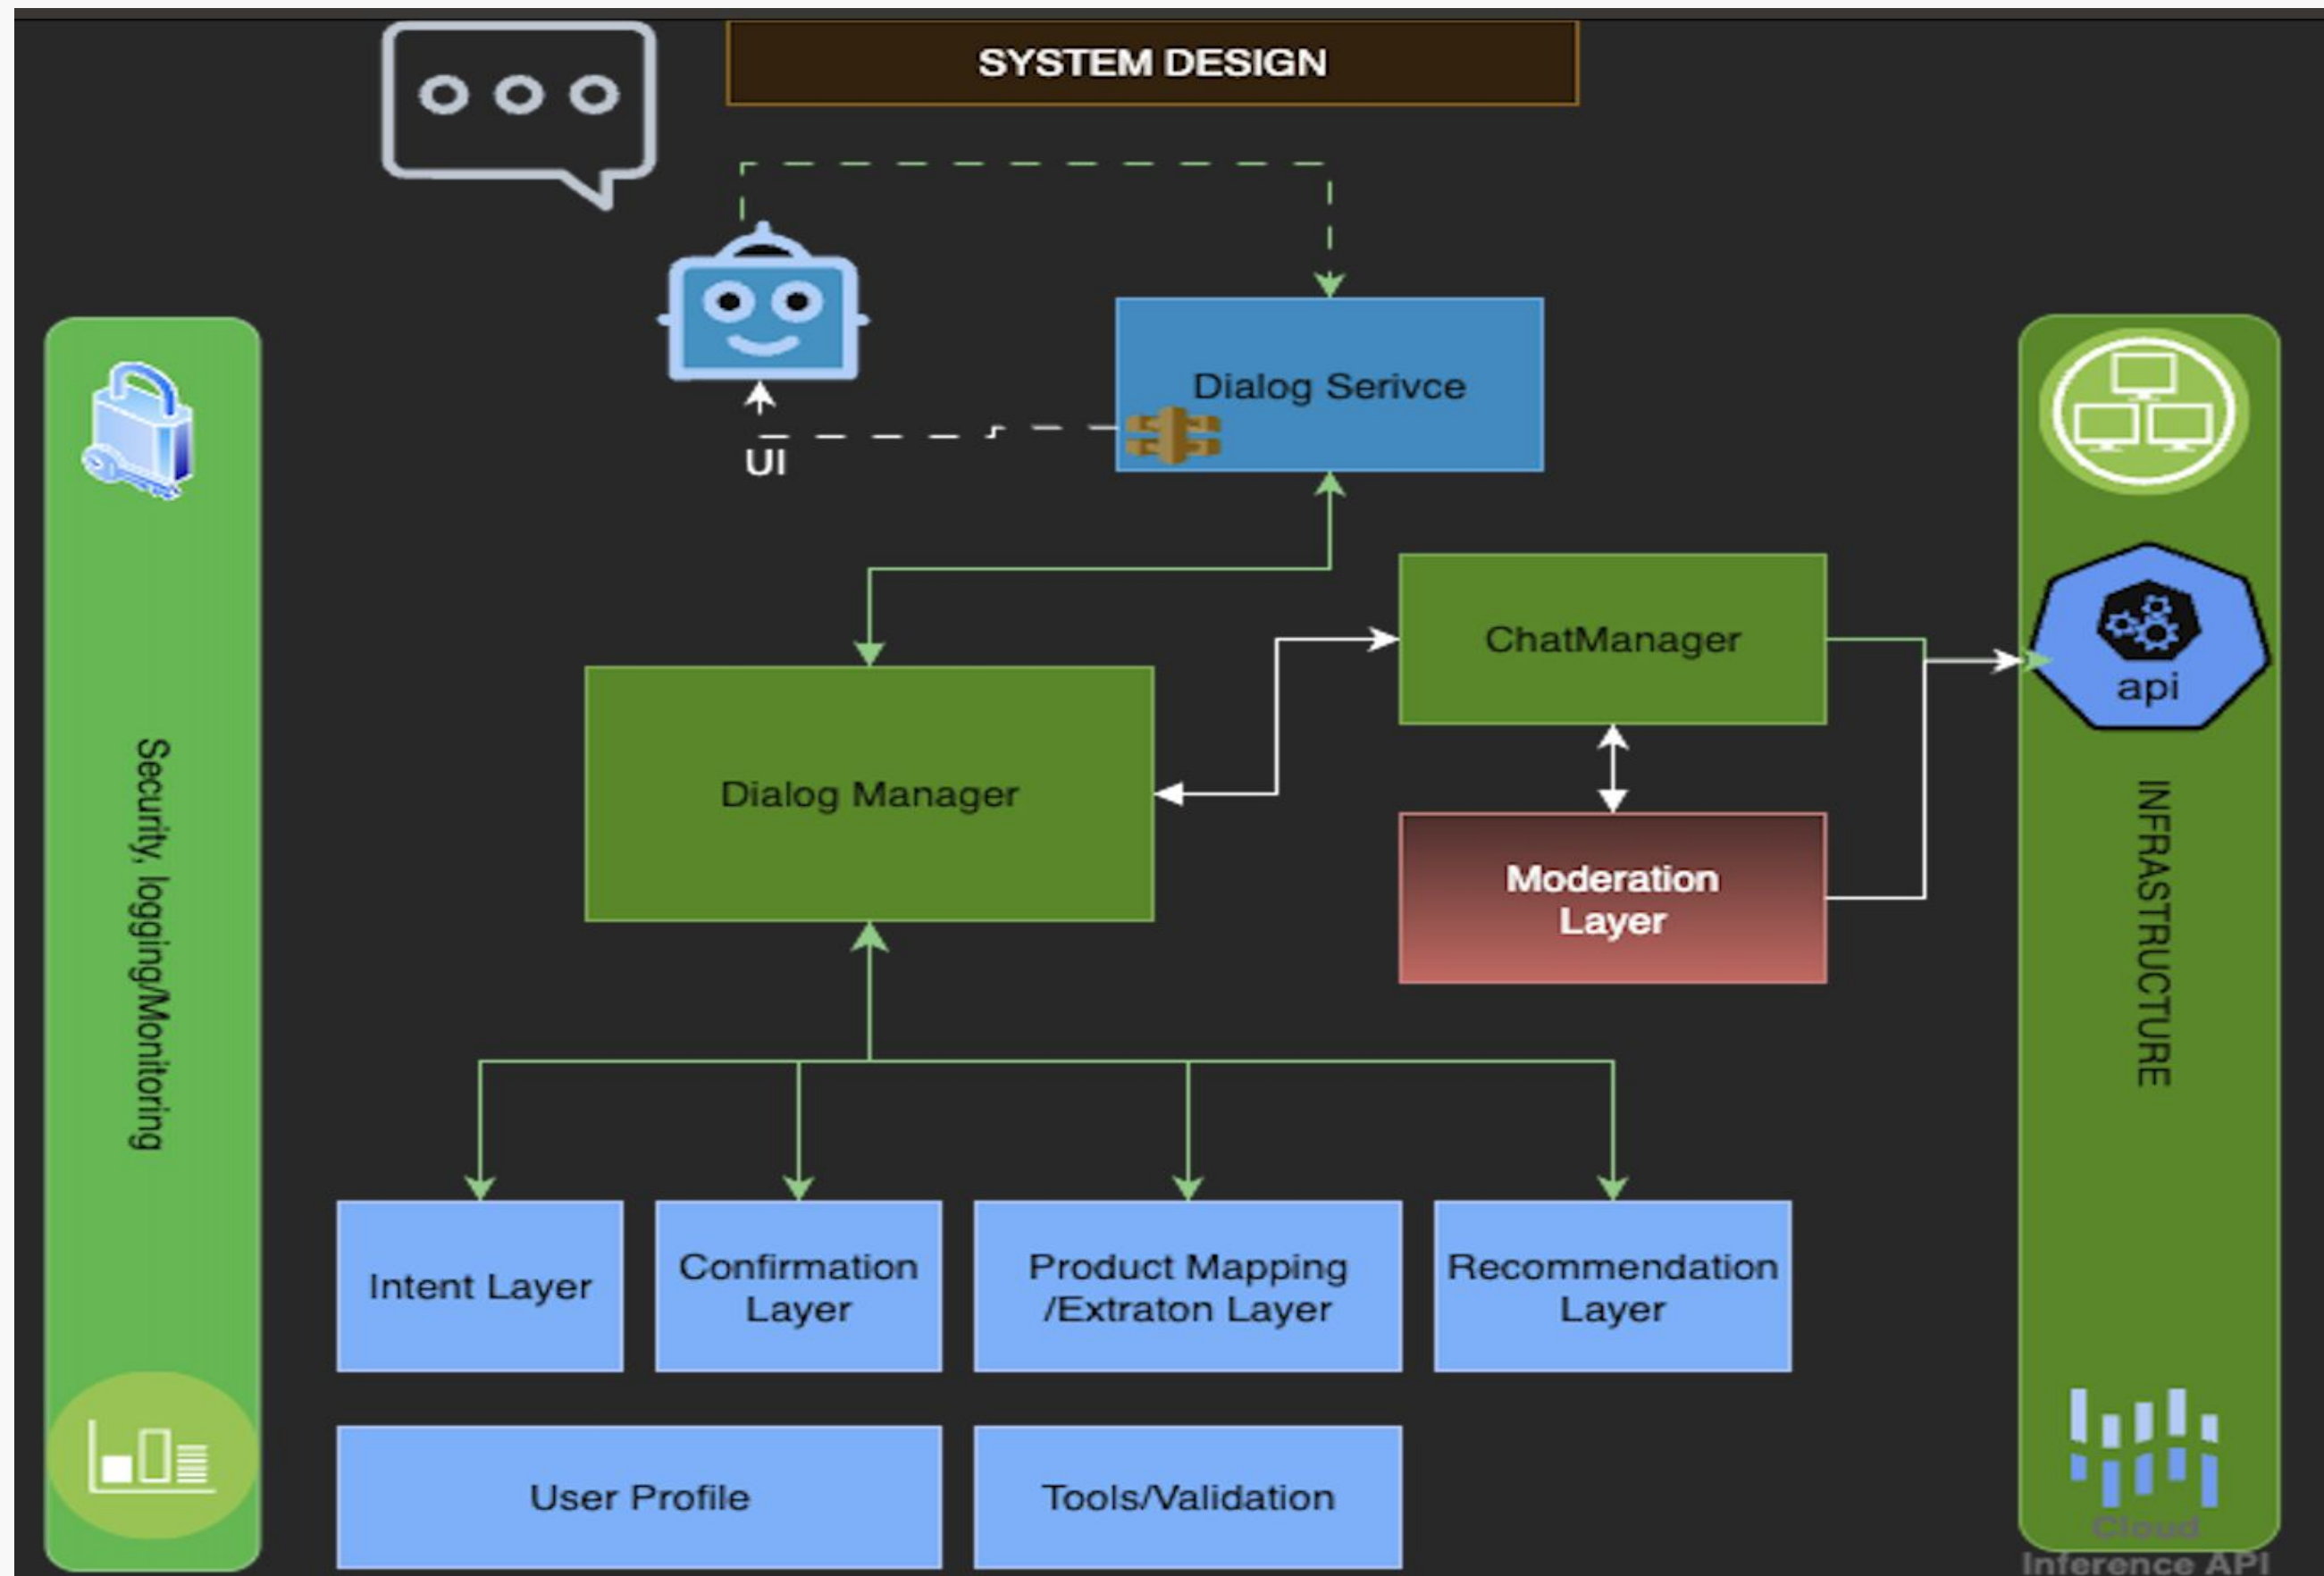 SYSTEM DESIGN
Dialog Serivce
UI
ChatManager
api
Dialog Manager
Moderation
Layer
Security, logging/Monitoring
INFRASTRUCTURE
Intent Layer
Confirmation
Layer
Product Mapping
/Extraton Layer
Recommendation
Layer
User Profile
Tools/Validation
Cloud
Inference API